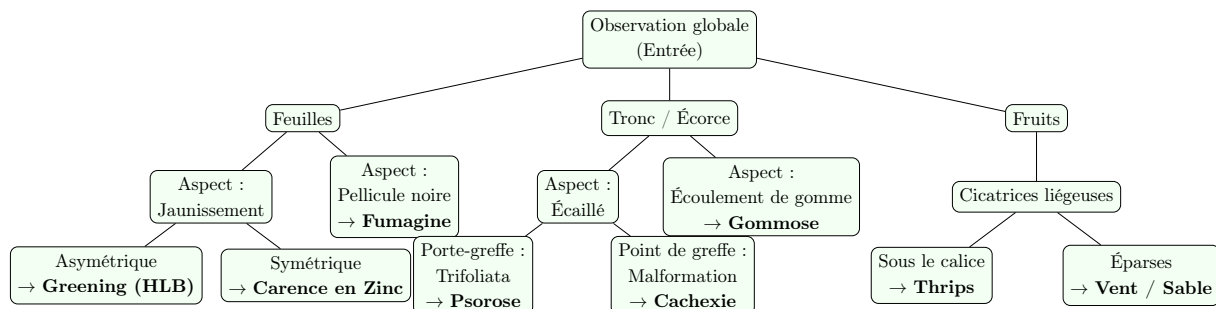 Observation globale
(Entrée)
Feuilles
Tronc / Écorce
Fruits
Aspect :
Jaunissement
Aspect :
Pellicule noire
→ Fumagine
Aspect :
Écaillé
Aspect :
Écoulement de gomme
→ Gommose
Cicatrices liégeuses
Asymétrique
→ Greening (HLB)
Symétrique
→ Carence en Zinc
Porte-greffe :
Trifoliata
→ Psorose
Point de greffe :
Malformation
→ Cachexie
Sous le calice
→ Thrips
Éparses
→ Vent / Sable